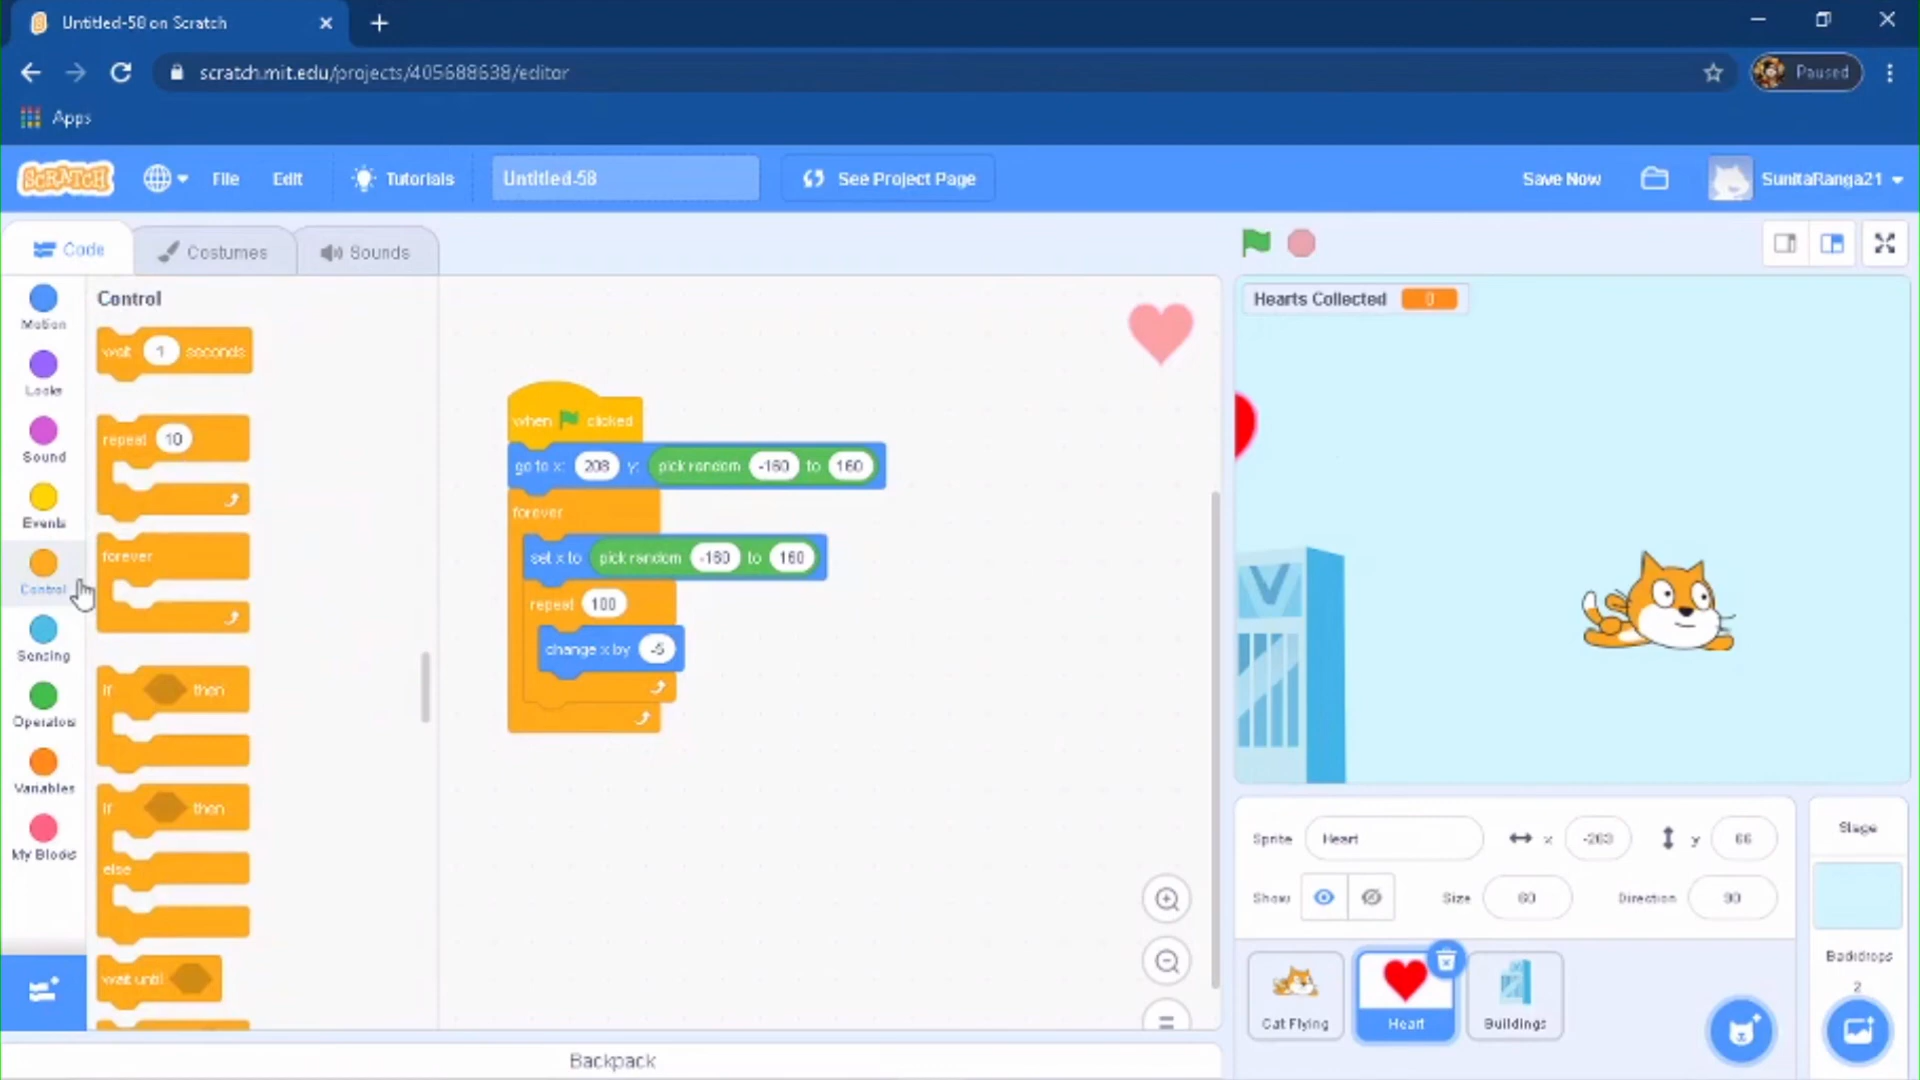 Untitled-58 on Scratch
scratch.mit.edu/projects/405688638/editor
Paused
Apps
SCRATCH
File
Edit
Tutorials
Untitled-58
See Project Page
Save Now
SunitaRanga21
Code
Costumes
Sounds
Motion
Looks
Sound
Events
Control
Sensing
Operators
Variables
My Blocks
Control
wait 1 seconds
repeat 10
forever
if then
if then
else
wait until
when clicked
go to x: 208 y: pick random -160 to 160
forever
set x to pick random -160 to 160
repeat 100
change x by -5
Backpack
Hearts Collected 0
Sprite Heart x -263 y 66
Show Size 60 Direction 90
Cat Flying
Heart
Buildings
Stage
Backdrops
2